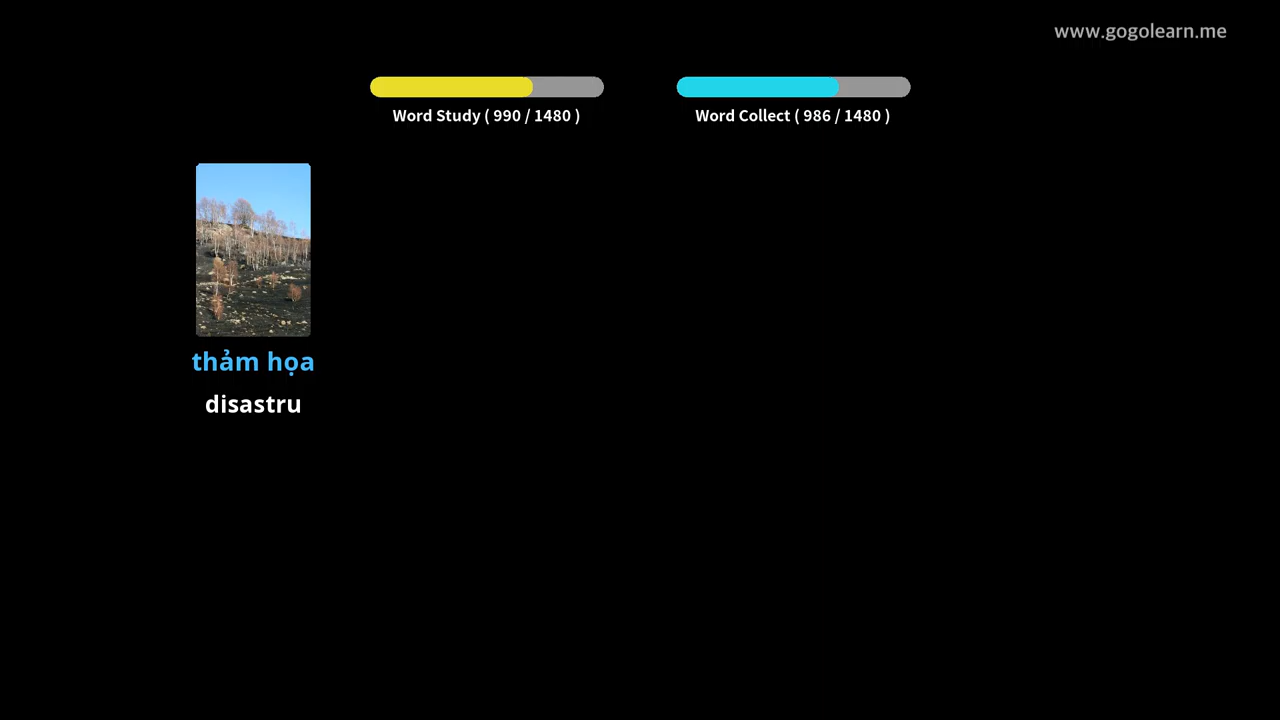 www.gogolearn.me
Word Study ( 990 / 1480 )
Word Collect ( 986 / 1480 )
thảm họa
disastru